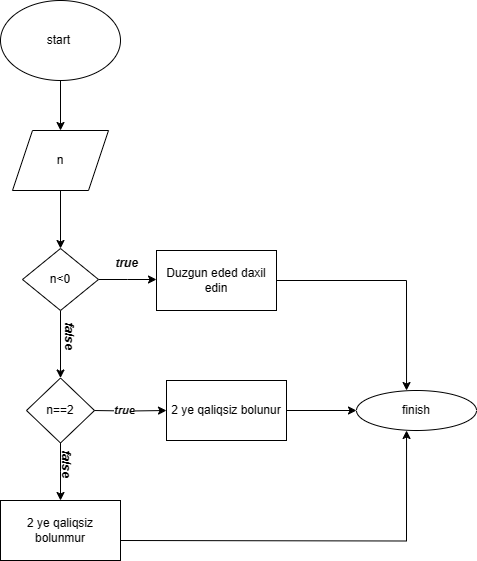 start
n
n<0
true
Duzgun eded daxil
edin
false
n==2
true
2 ye qaliqsiz bolunur
finish
false
2 ye qaliqsiz
bolunmur